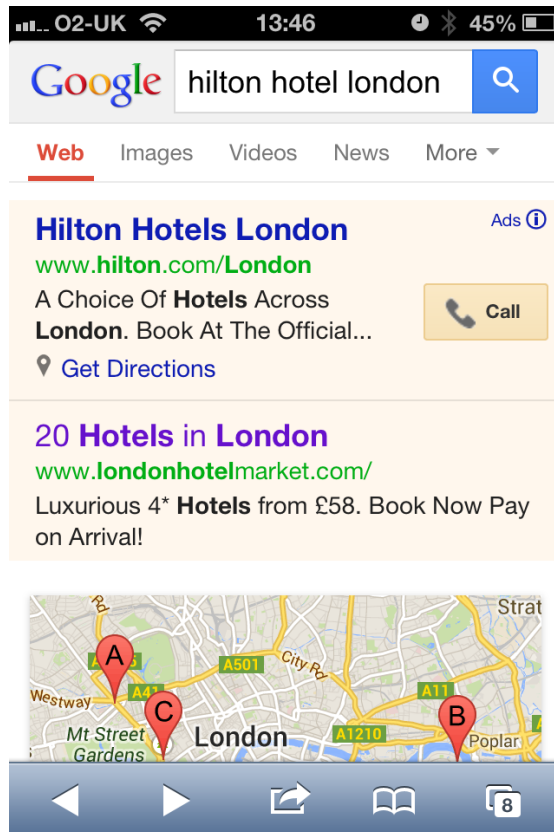 O2-UK 13:46 45%
Google hilton hotel london
Web Images Videos News More
Hilton Hotels London
Ads
www.hilton.com/London
A Choice Of Hotels Across
London. Book At The Official...
Call
Get Directions
20 Hotels in London
www.londonhotelmarket.com/
Luxurious 4* Hotels from £58. Book Now Pay
on Arrival!
Rd
Strat
A
A501
City Rd
A41
A11
Westway
C
B
Mt Street
Gardens
London
A1210
Poplar
8